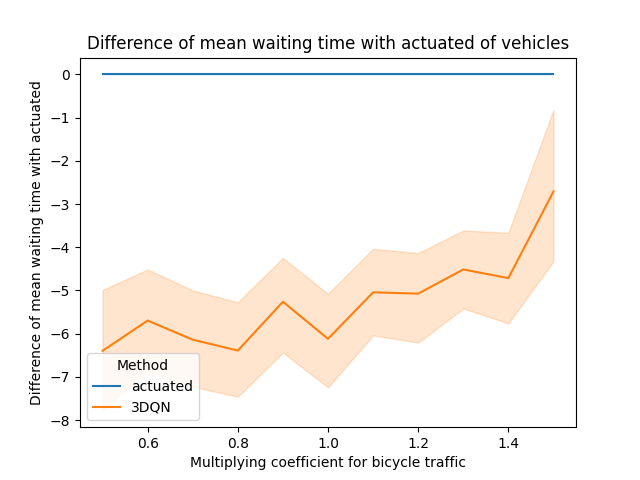 Difference of mean waiting time with actuated of vehicles
Difference of mean waiting time with actuated
0
−1
−2
−3
−4
−5
−6
−7
−8
Method
actuated
3DQN
0.6
0.8
1.0
1.2
1.4
Multiplying coefficient for bicycle traffic